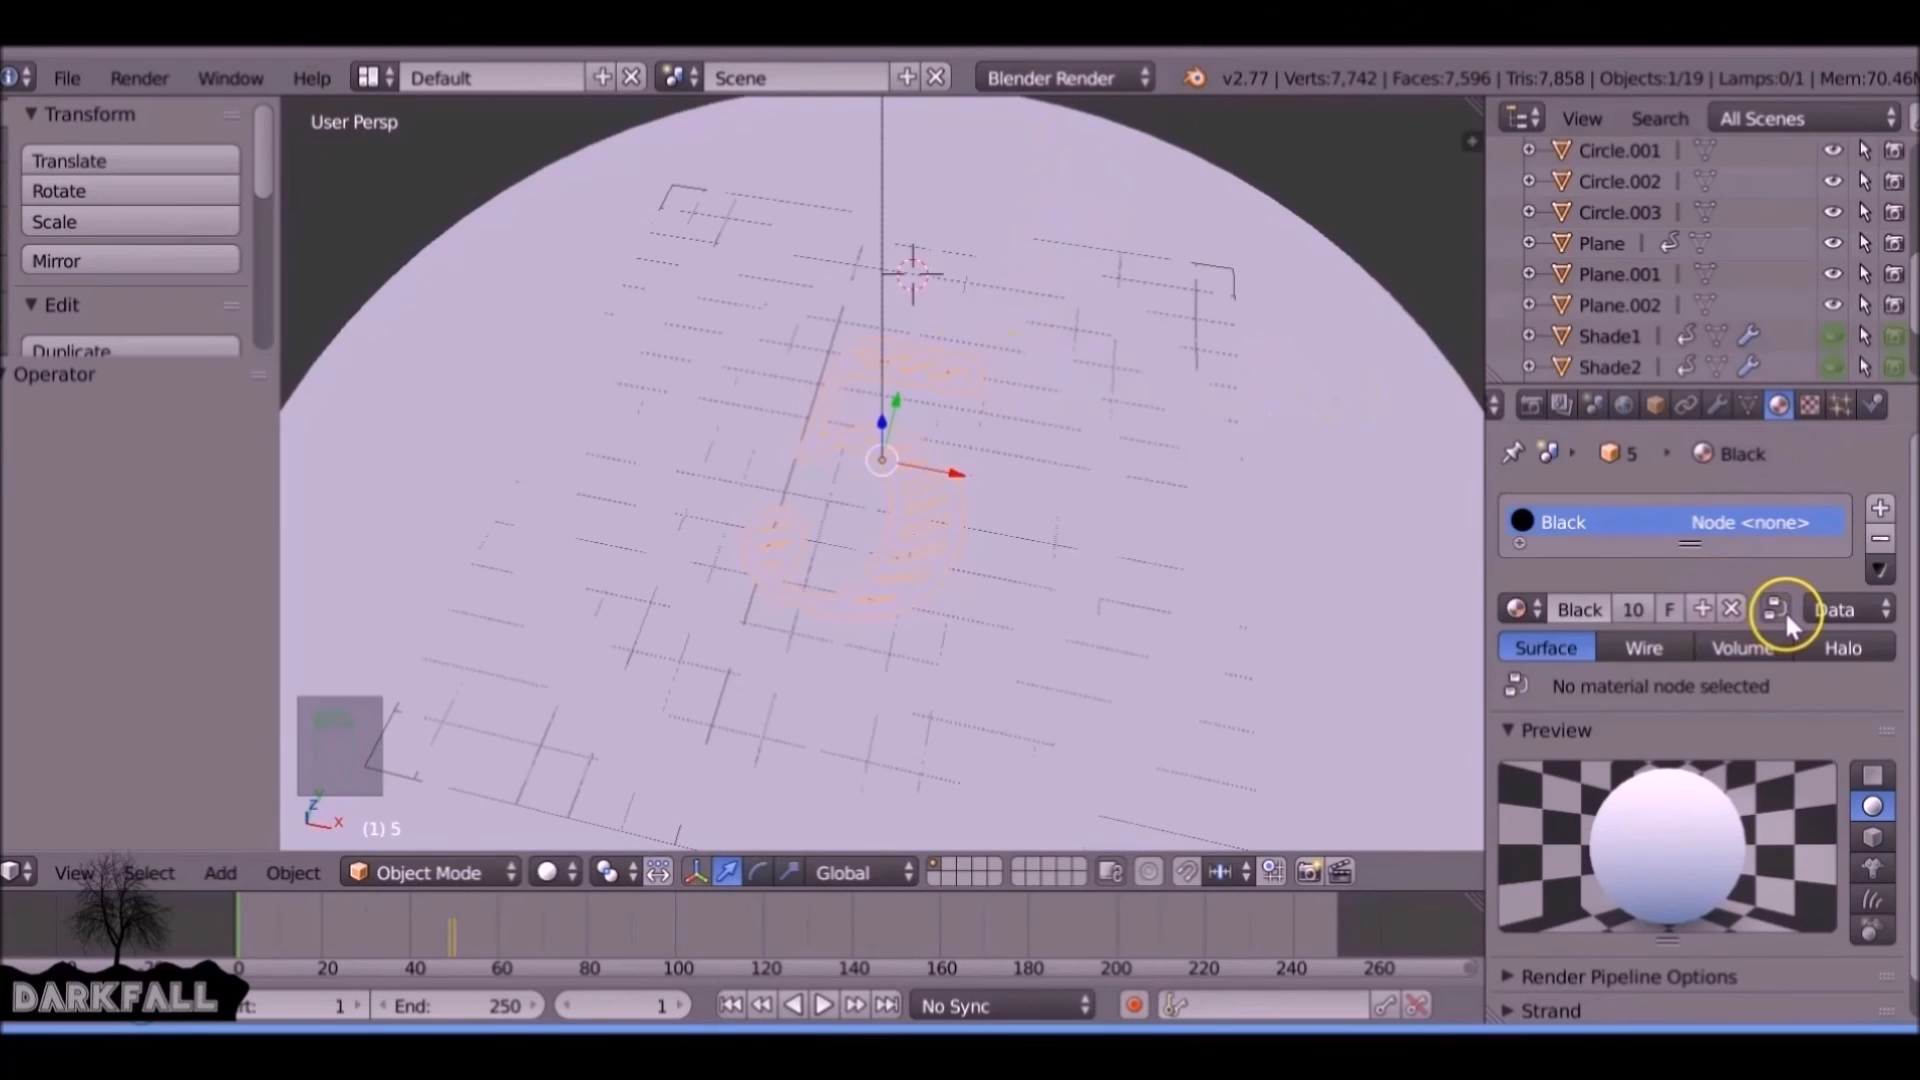 File Render Window Help Default Scene Blender Render v2.77 | Verts:7,742 | Faces:7,596 | Tris:7,858 | Objects:1/19 | Lamps:0/1 | Mem:70.46M
Transform
Translate
Rotate
Scale
Mirror
Edit
Duplicate
Operator
User Persp
(1) 5
z
x
View Search All Scenes
Circle.001
Circle.002
Circle.003
Plane
Plane.001
Plane.002
Shade1
Shade2
5 Black
Black Node <none>
Black 10 F Data
Surface Wire Volume Halo
No material node selected
Preview
Render Pipeline Options
Strand
View Select Add Object Object Mode Global
0 20 40 60 80 100 120 140 160 180 200 220 240 260
DARKFALL
rt: 1 End: 250 1 No Sync